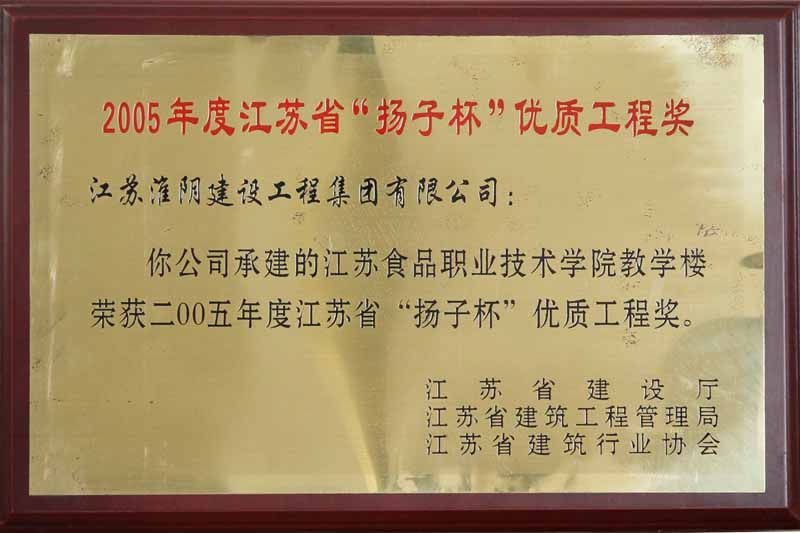 2005年度江苏省“扬子杯”优质工程奖
江苏淮阴建设工程集团有限公司：
你公司承建的江苏食品职业技术学院教学楼
荣获二00五年度江苏省“扬子杯”优质工程奖。
江苏省建设厅
江苏省建筑工程管理局
江苏省建筑行业协会